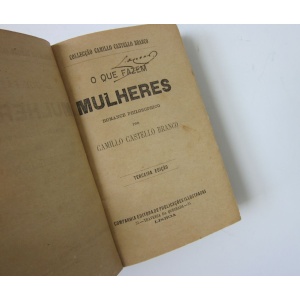 COLLECÇÃO CAMILLO CASTELLO BRANCO
O QUE FAZEM
MULHERES
ROMANCE PHILOSOPHICO
POR
CAMILLO CASTELLO BRANCO
TERCEIRA EDIÇÃO
COMPANHIA EDITORA DE PUBLICAÇÕES ILLUSTRADAS
LISBOA